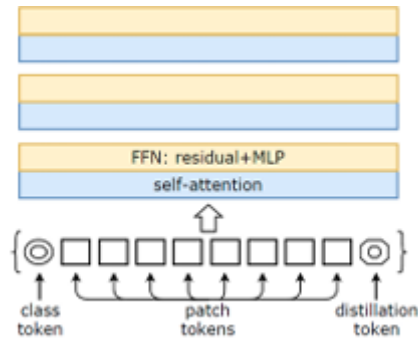 FFN: residual+MLP
self-attention
class
token
patch
tokens
distillation
token